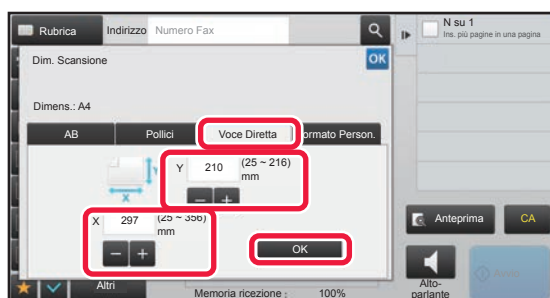 Rubrica
Indirizzo
Numero Fax
N su 1
Ins. più pagine in una pagina
Dim. Scansione
OK
Dimens.: A4
AB
Pollici
Voce Diretta
Formato Person.
Y
210
(25 ~ 216)
mm
Y
X
X
297
(25 ~ 356)
mm
OK
Anteprima
CA
Altri
Memoria ricezione :
100%
Alto-
parlante
Avvio